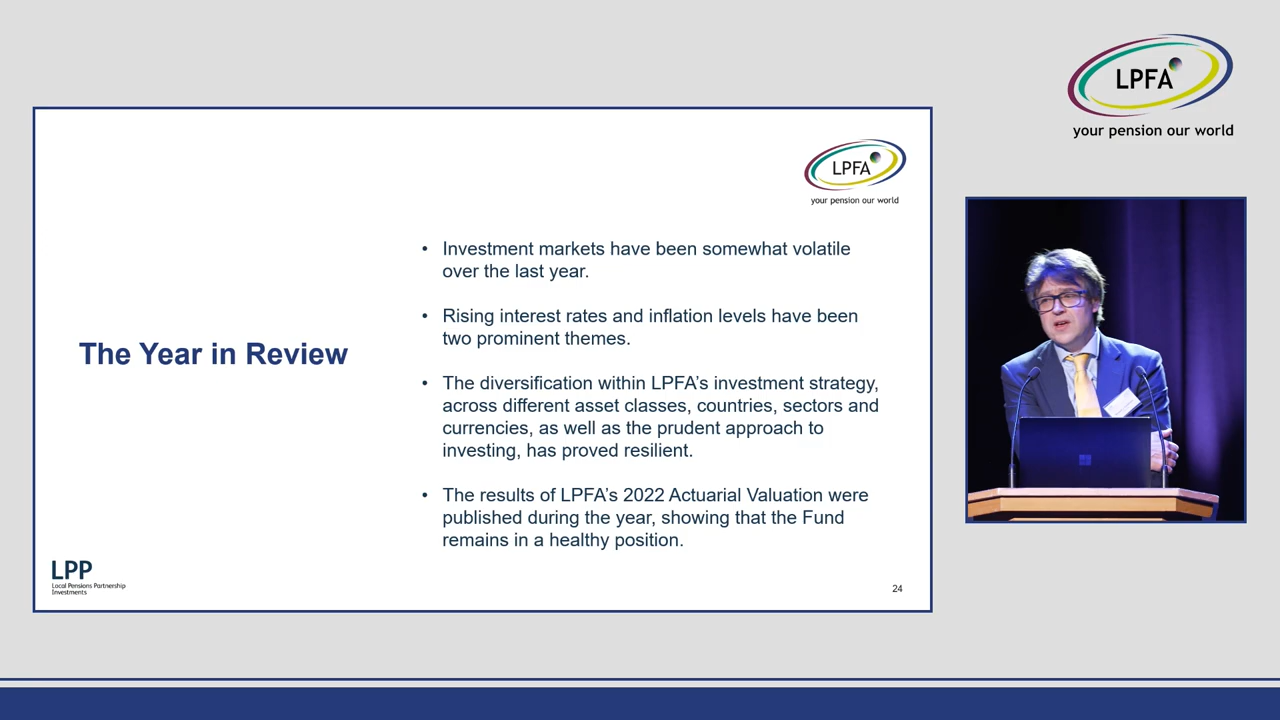 LPFA
your pension our world
LPFA
your pension our world
The Year in Review
• Investment markets have been somewhat volatile
over the last year.
• Rising interest rates and inflation levels have been
two prominent themes.
• The diversification within LPFA’s investment strategy,
across different asset classes, countries, sectors and
currencies, as well as the prudent approach to
investing, has proved resilient.
• The results of LPFA’s 2022 Actuarial Valuation were
published during the year, showing that the Fund
remains in a healthy position.
LPP
Local Pensions Partnership
Investments
24